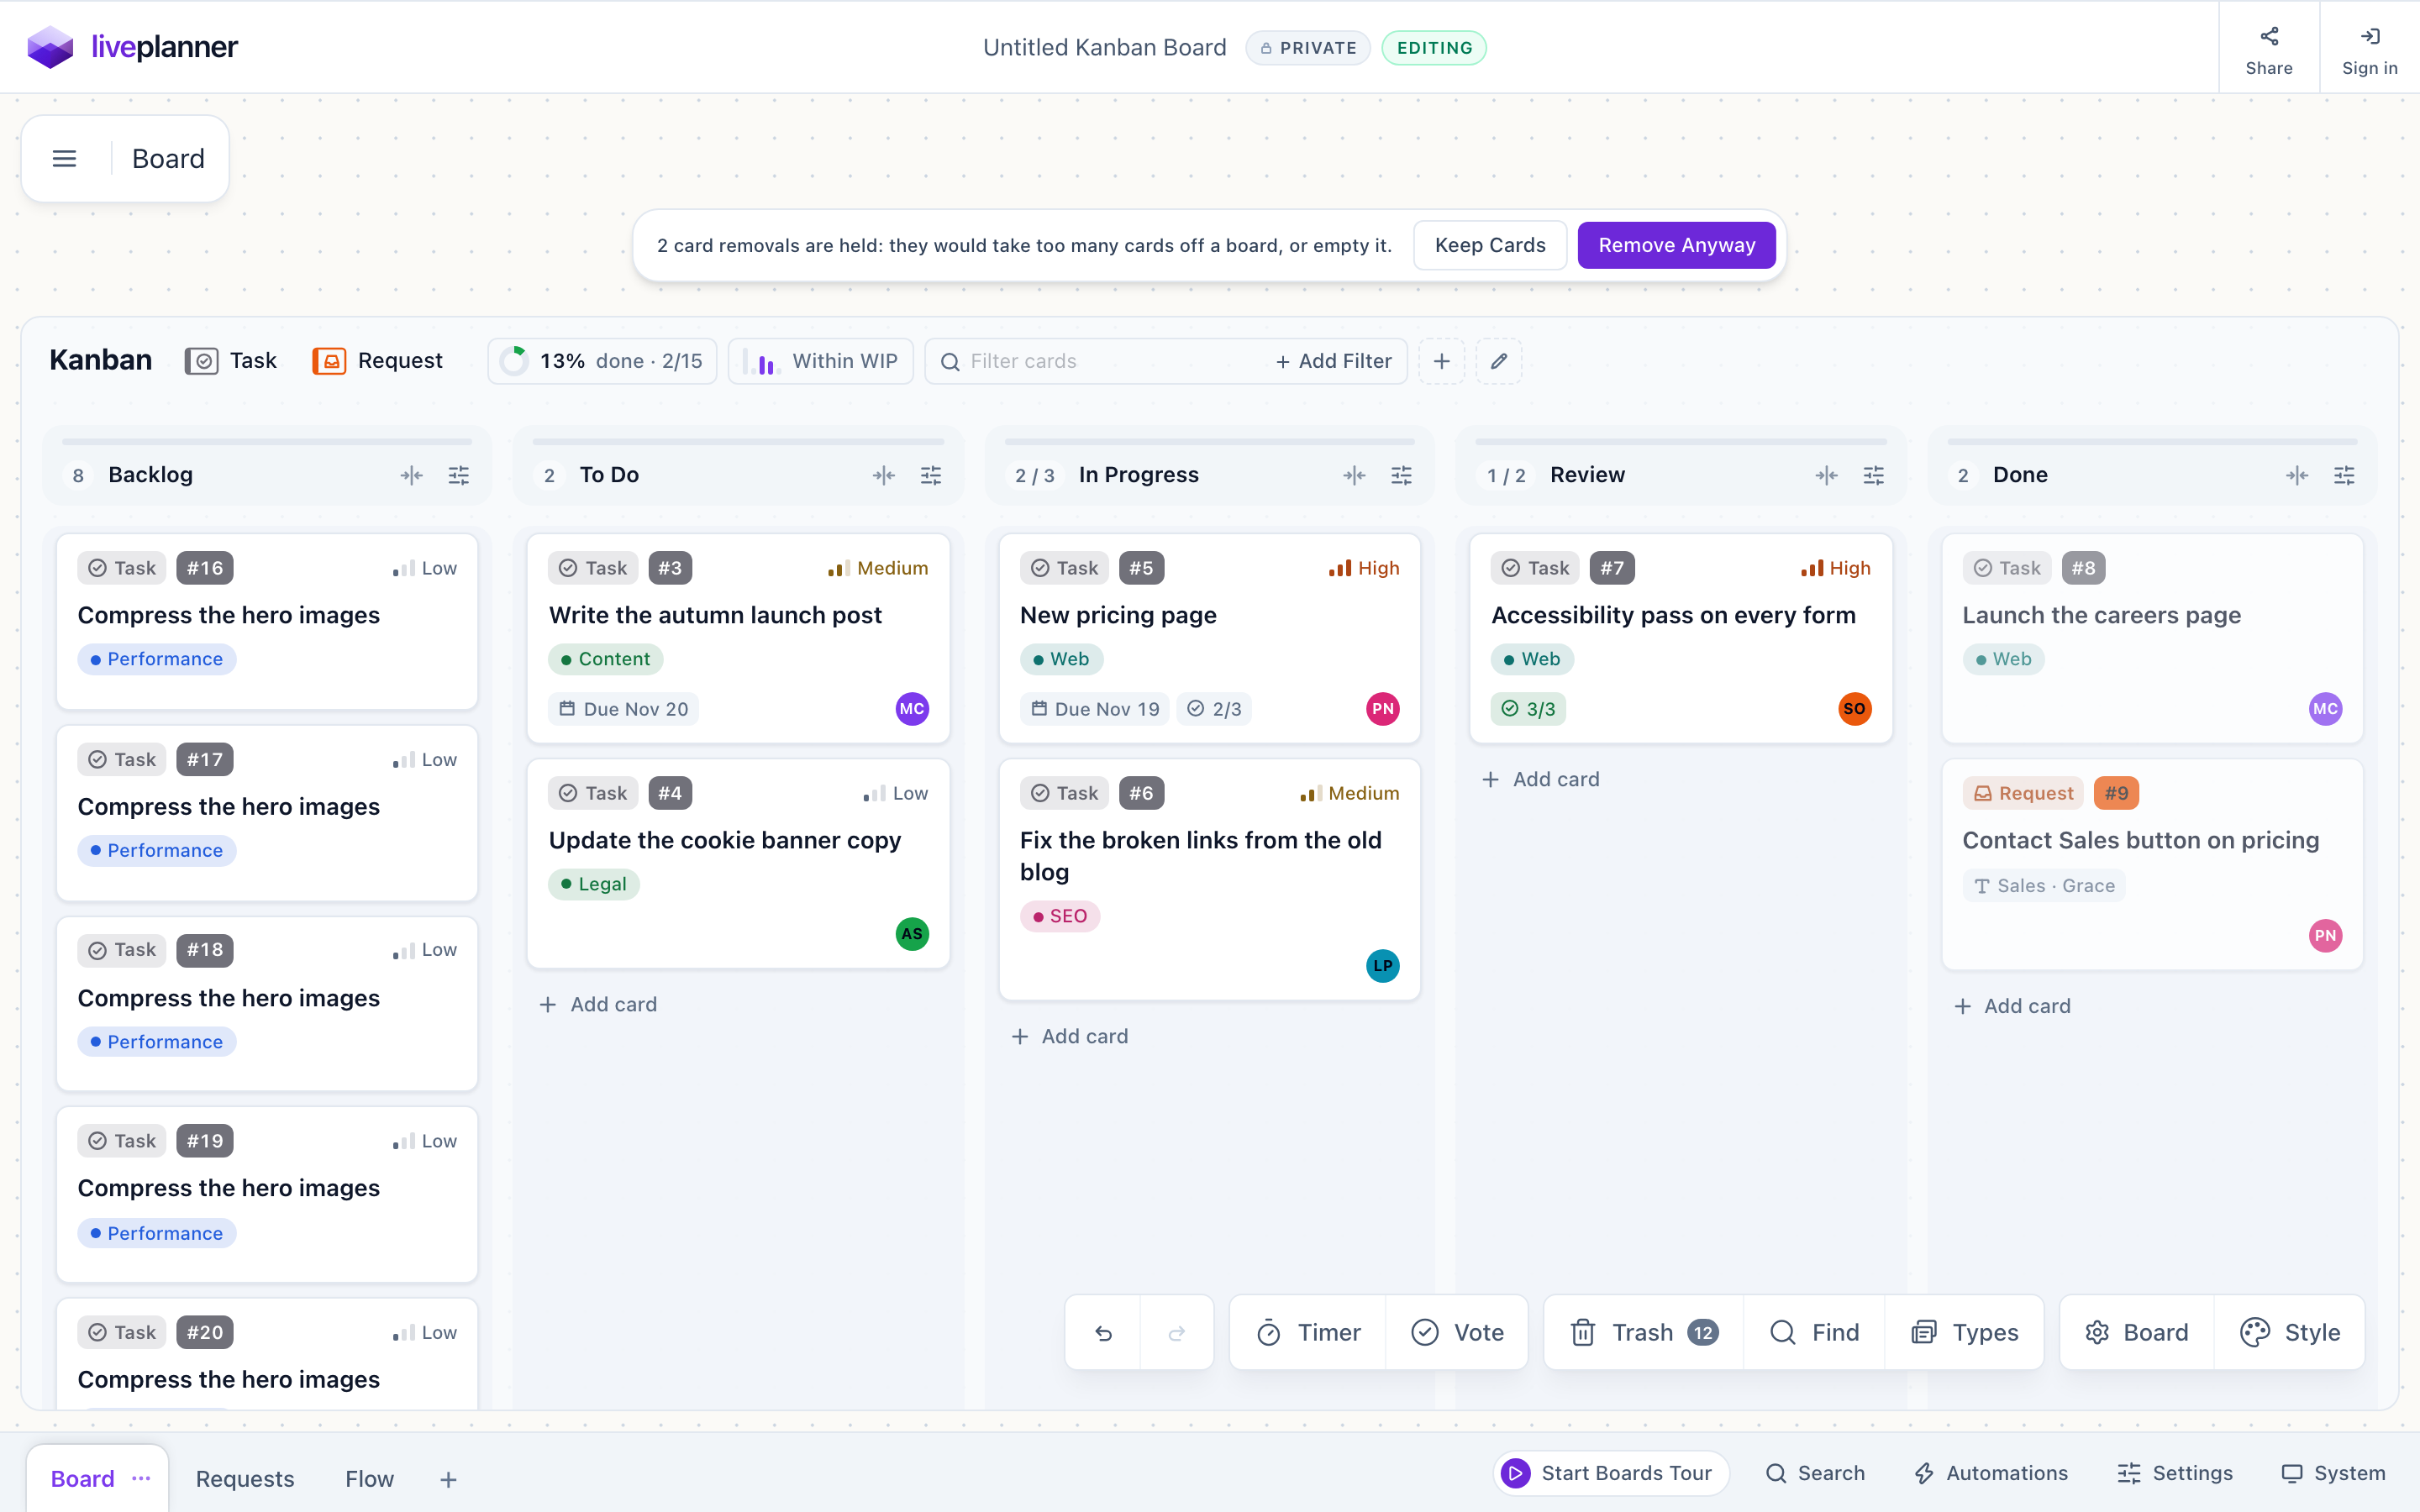 liveplanner
Untitled Kanban Board
PRIVATE
EDITING
Share
Sign in
Board
2 card removals are held: they would take too many cards off a board, or empty it.
Keep Cards
Remove Anyway
Kanban
Task
Request
13% done · 2/15
Within WIP
Filter cards
+ Add Filter
8 Backlog
Task #16 Low
Compress the hero images
Performance
Task #17 Low
Compress the hero images
Performance
Task #18 Low
Compress the hero images
Performance
Task #19 Low
Compress the hero images
Performance
Task #20 Low
Compress the hero images
2 To Do
Task #3 Medium
Write the autumn launch post
Content
Due Nov 20 MC
Task #4 Low
Update the cookie banner copy
Legal
AS
+ Add card
2 / 3 In Progress
Task #5 High
New pricing page
Web
Due Nov 19 2/3 PN
Task #6 Medium
Fix the broken links from the old
blog
SEO
LP
+ Add card
1 / 2 Review
Task #7 High
Accessibility pass on every form
Web
3/3 SO
+ Add card
2 Done
Task #8
Launch the careers page
Web
MC
Request #9
Contact Sales button on pricing
Sales · Grace
PN
+ Add card
Timer
Vote
Trash 12
Find
Types
Board
Style
Board
Requests
Flow
+
Start Boards Tour
Search
Automations
Settings
System